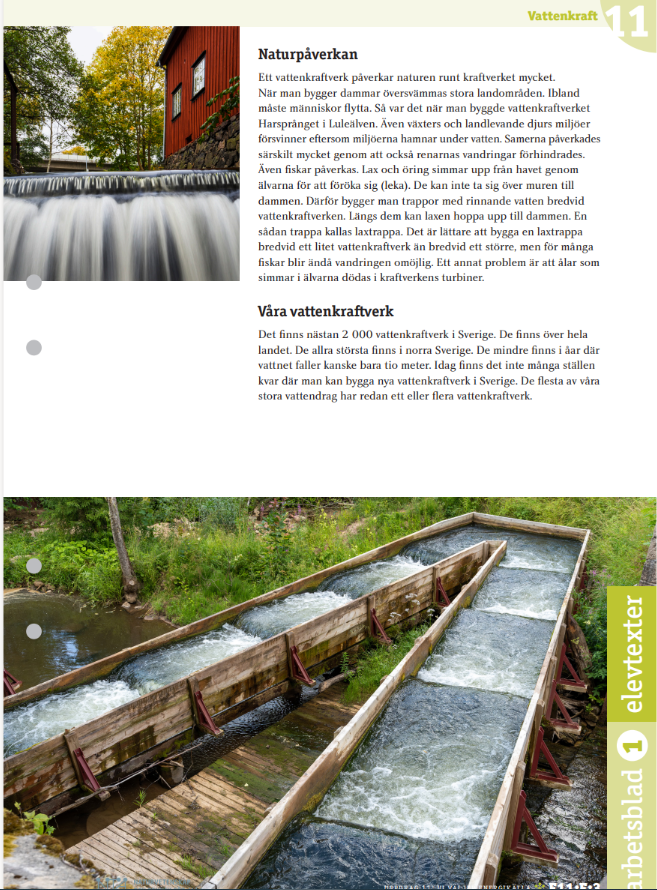 Vattenkraft 11
Naturpåverkan
Ett vattenkraftverk påverkar naturen runt kraftverket mycket.
När man bygger dammar översvämmas stora landområden. Ibland
måste människor flytta. Så var det när man byggde vattenkraftverket
Harsprånget i Luleälven. Även växters och landlevande djurs miljöer
försvinner eftersom miljöerna hamnar under vatten. Samerna påverkades
särskilt mycket genom att också renarnas vandringar förhindrades.
Även fiskar påverkas. Lax och öring simmar upp från havet genom
älvarna för att föröka sig (leka). De kan inte ta sig över muren till
dammen. Därför bygger man trappor med rinnande vatten bredvid
vattenkraftverken. Längs dem kan laxen hoppa upp till dammen. En
sådan trappa kallas laxtrappa. Det är lättare att bygga en laxtrappa
bredvid ett litet vattenkraftverk än bredvid ett större, men för många
fiskar blir ändå vandringen omöjlig. Ett annat problem är att ålar som
simmar i älvarna dödas i kraftverkens turbiner.
Våra vattenkraftverk
Det finns nästan 2 000 vattenkraftverk i Sverige. De finns över hela
landet. De allra största finns i norra Sverige. De mindre finns i åar där
vattnet faller kanske bara tio meter. Idag finns det inte många ställen
kvar där man kan bygga nya vattenkraftverk i Sverige. De flesta av våra
stora vattendrag har redan ett eller flera vattenkraftverk.
elevtexter
arbetsblad 1